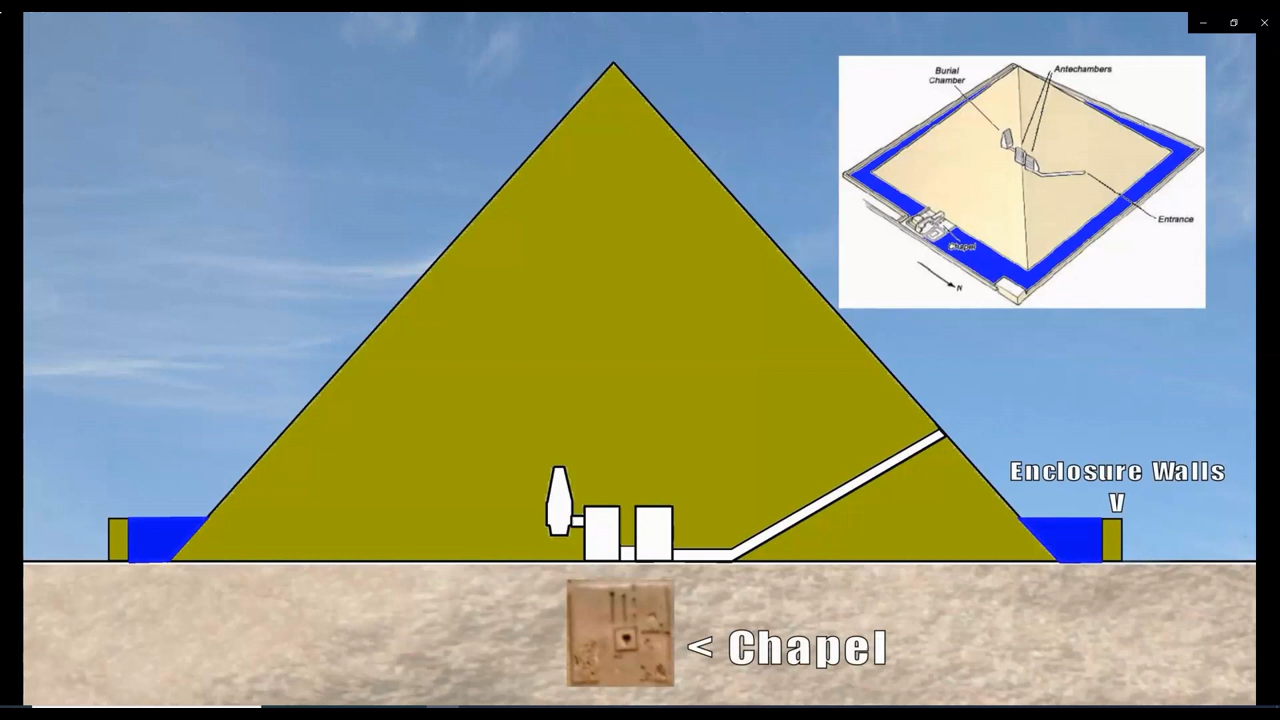 Burial
Chamber
Antechambers
Entrance
Chapel
N
Enclosure Walls
V
< Chapel